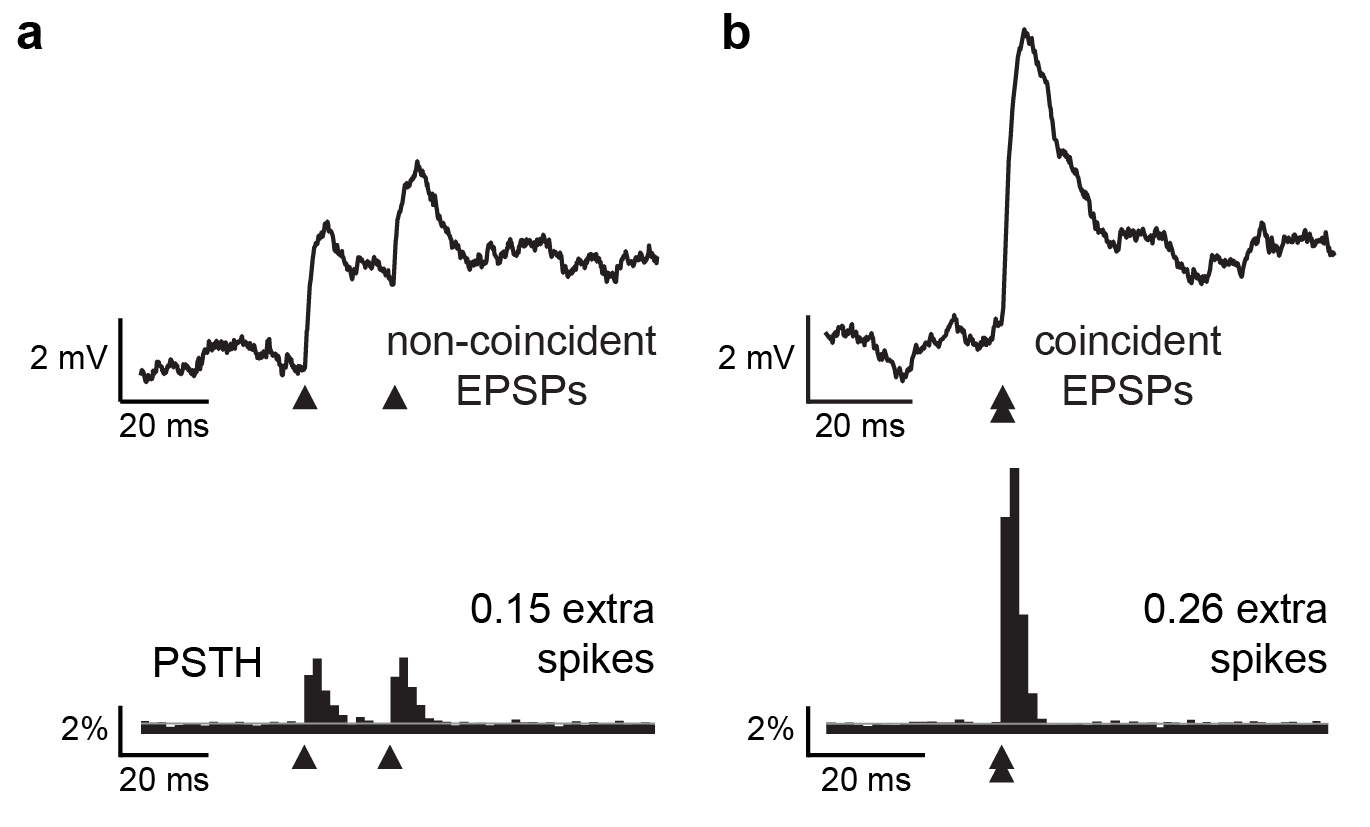 a
b
2 mV
20 ms
non-coincident
EPSPs
2 mV
20 ms
coincident
EPSPs
PSTH
0.15 extra
spikes
2%
20 ms
0.26 extra
spikes
2%
20 ms